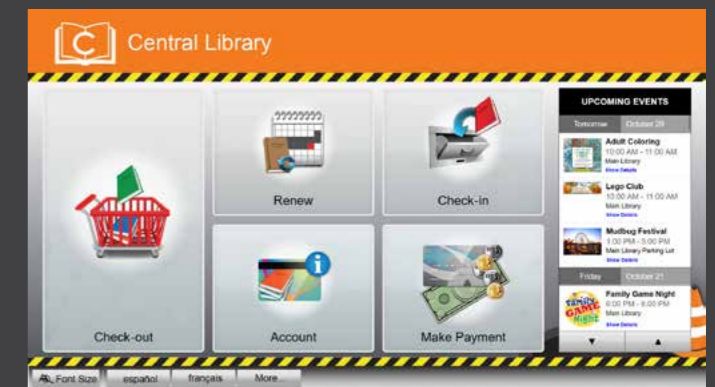 C Central Library
Renew
Check-in
Check-out
Account
Make Payment
UPCOMING EVENTS
Tomorrow October 20
Adult Coloring
10:00 AM - 11:00 AM
Main Library
Show Details
Lego Club
10:00 AM - 11:00 AM
Main Library
Show Details
Mudbug Festival
1:00 PM - 5:00 PM
Main Library Parking Lot
Show Details
Friday October 21
FAMILY
GAME
Night
Family Game Night
6:00 PM - 8:00 PM
Main Library
Show Details
Font Size español français More...